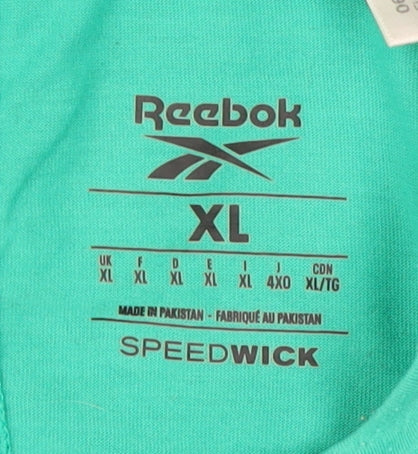 Reebok
XL
UK F D E I J CDN
XL XL XL XL XL 4XO XL/TG
MADE IN PAKISTAN - FABRIQUÉ AU PAKISTAN
SPEEDWICK